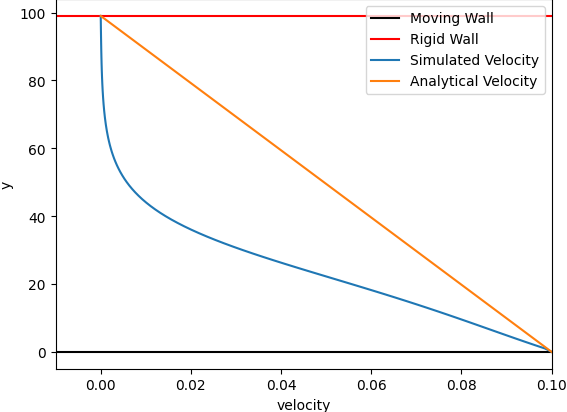 100
80
60
40
20
0
y
Moving Wall
Rigid Wall
Simulated Velocity
Analytical Velocity
0.00 0.02 0.04 0.06 0.08 0.10
velocity